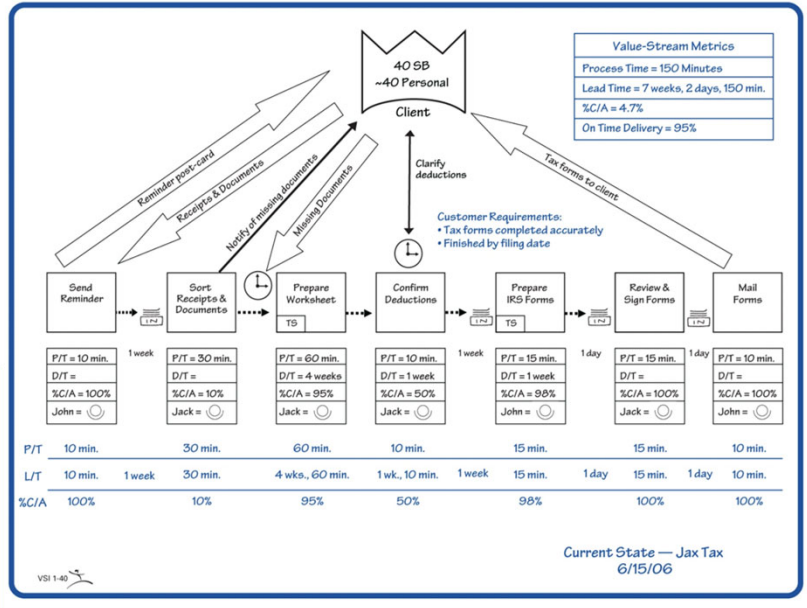 40 SB
~40 Personal
Client
Value-Stream Metrics
Process Time = 150 Minutes
Lead Time = 7 weeks, 2 days, 150 min.
%C/A = 4.7%
On Time Delivery = 95%
Reminder post-card
Receipts & Documents
Notify of missing documents
Missing Documents
Clarify
deductions
Tax forms to client
Customer Requirements:
• Tax forms completed accurately
• Finished by filing date
Send
Reminder
IN
Sort
Receipts &
Documents
Prepare
Worksheet
TS
Confirm
Deductions
IN
Prepare
IRS Forms
TS
IN
Review &
Sign Forms
IN
Mail
Forms
P/T = 10 min.
D/T =
%C/A = 100%
John =
1 week
P/T = 30 min.
D/T =
%C/A = 10%
Jack =
P/T = 60 min.
D/T = 4 weeks
%C/A = 95%
Jack =
P/T = 10 min.
D/T = 1 week
%C/A = 50%
Jack =
1 week
P/T = 15 min.
D/T = 1 week
%C/A = 98%
John =
1 day
P/T = 15 min.
D/T =
%C/A = 100%
Jack =
1 day
P/T = 10 min.
D/T =
%C/A = 100%
John =
P/T 10 min. 30 min. 60 min. 10 min. 15 min. 15 min. 10 min.
L/T 10 min. 1 week 30 min. 4 wks., 60 min. 1 wk., 10 min. 1 week 15 min. 1 day 15 min. 1 day 10 min.
%C/A 100% 10% 95% 50% 98% 100% 100%
Current State — Jax Tax
6/15/06
VSI 1-40